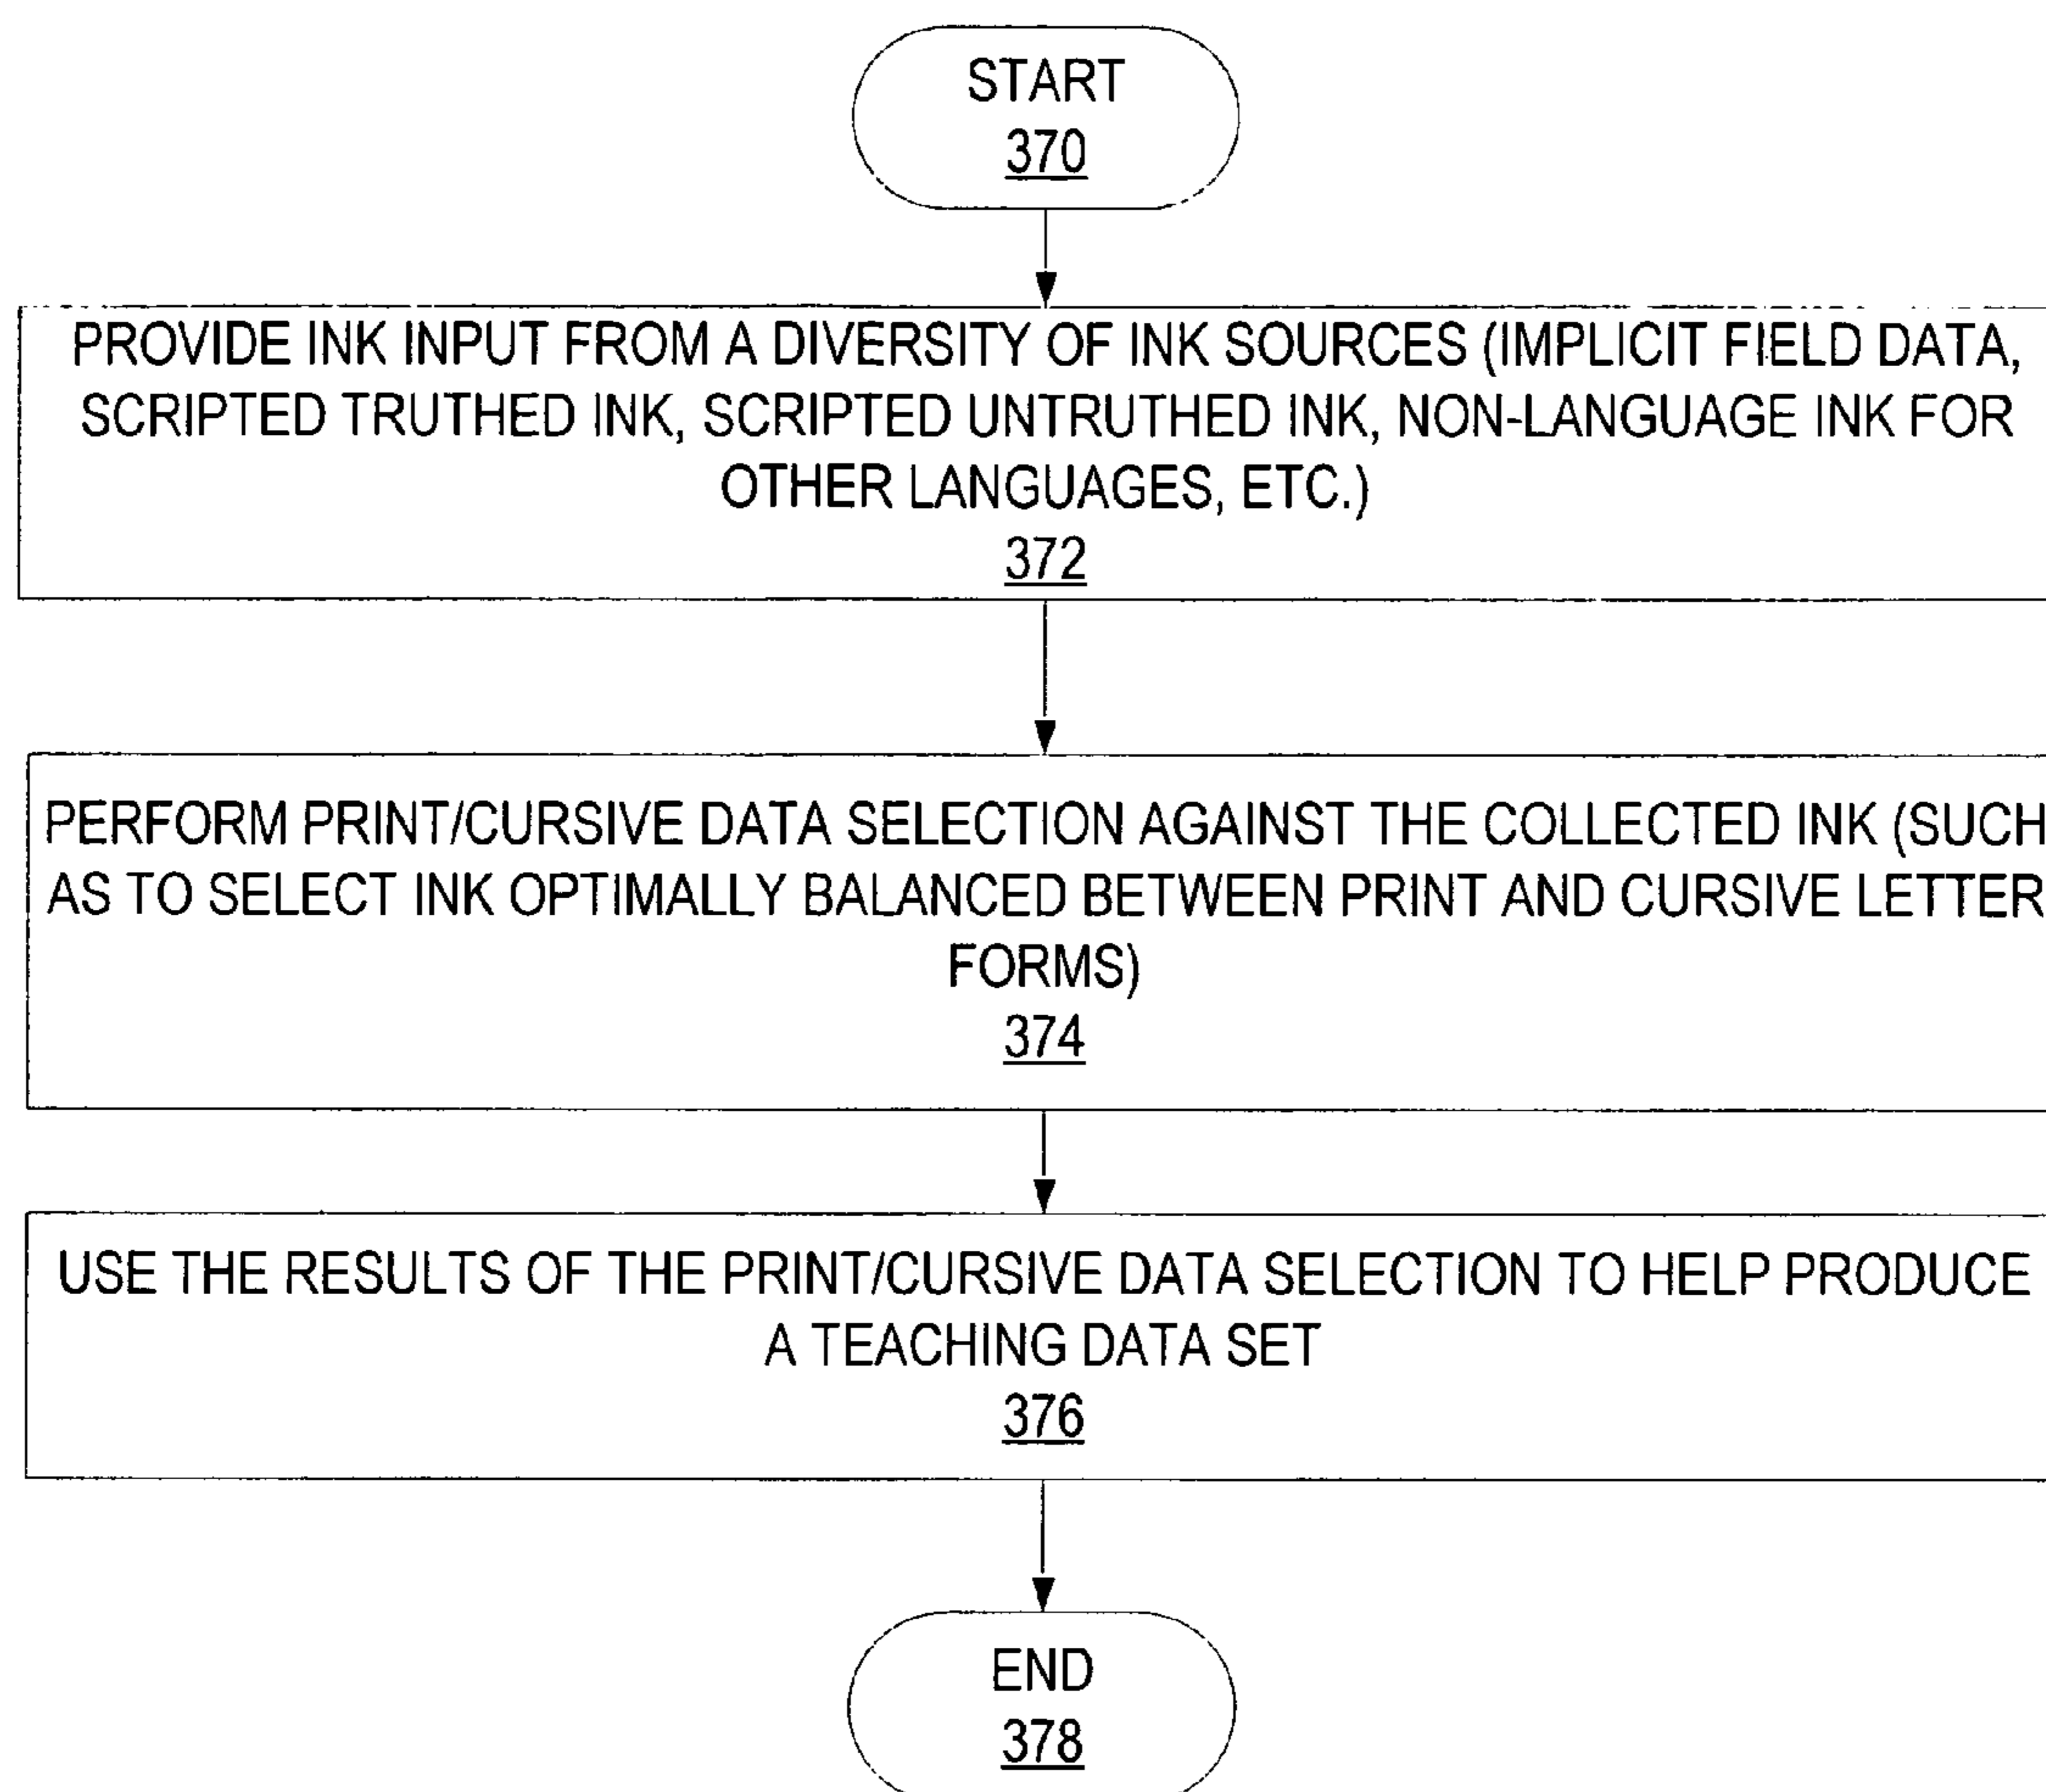 START
370
PROVIDE INK INPUT FROM A DIVERSITY OF INK SOURCES (IMPLICIT FIELD DATA,
SCRIPTED TRUTHED INK, SCRIPTED UNTRUTHED INK, NON-LANGUAGE INK FOR
OTHER LANGUAGES, ETC.)
372
PERFORM PRINT/CURSIVE DATA SELECTION AGAINST THE COLLECTED INK (SUCH
AS TO SELECT INK OPTIMALLY BALANCED BETWEEN PRINT AND CURSIVE LETTER
FORMS)
374
USE THE RESULTS OF THE PRINT/CURSIVE DATA SELECTION TO HELP PRODUCE
A TEACHING DATA SET
376
END
378